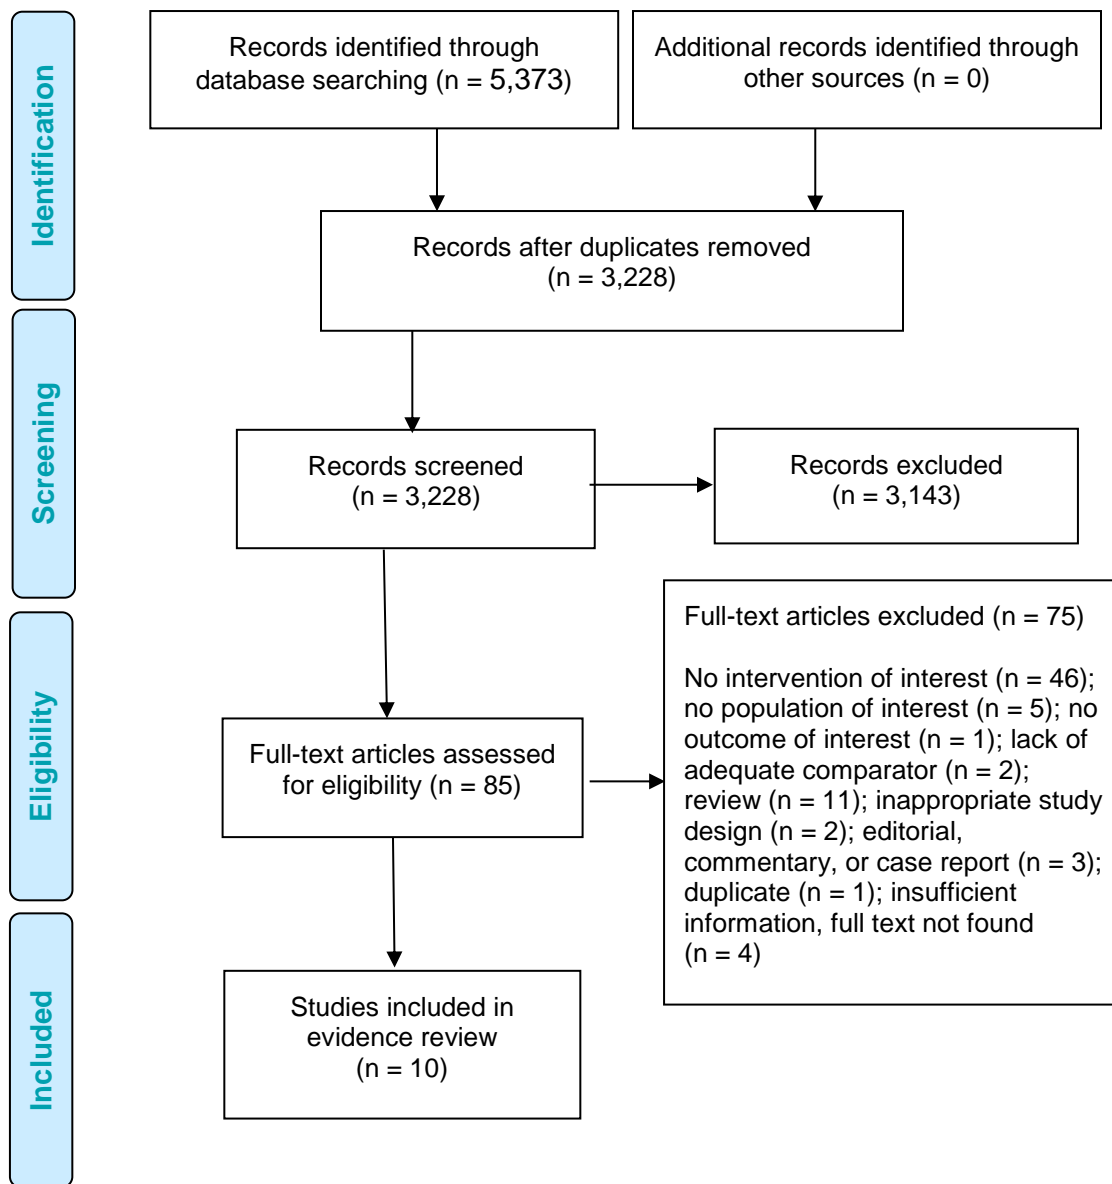 Identification
Records identified through
database searching (n = 5,373)
Additional records identified through
other sources (n = 0)
Records after duplicates removed
(n = 3,228)
Screening
Records screened
(n = 3,228)
Records excluded
(n = 3,143)
Eligibility
Full-text articles assessed
for eligibility (n = 85)
Full-text articles excluded (n = 75)
No intervention of interest (n = 46);
no population of interest (n = 5); no
outcome of interest (n = 1); lack of
adequate comparator (n = 2);
review (n = 11); inappropriate study
design (n = 2); editorial,
commentary, or case report (n = 3);
duplicate (n = 1); insufficient
information, full text not found
(n = 4)
Included
Studies included in
evidence review
(n = 10)